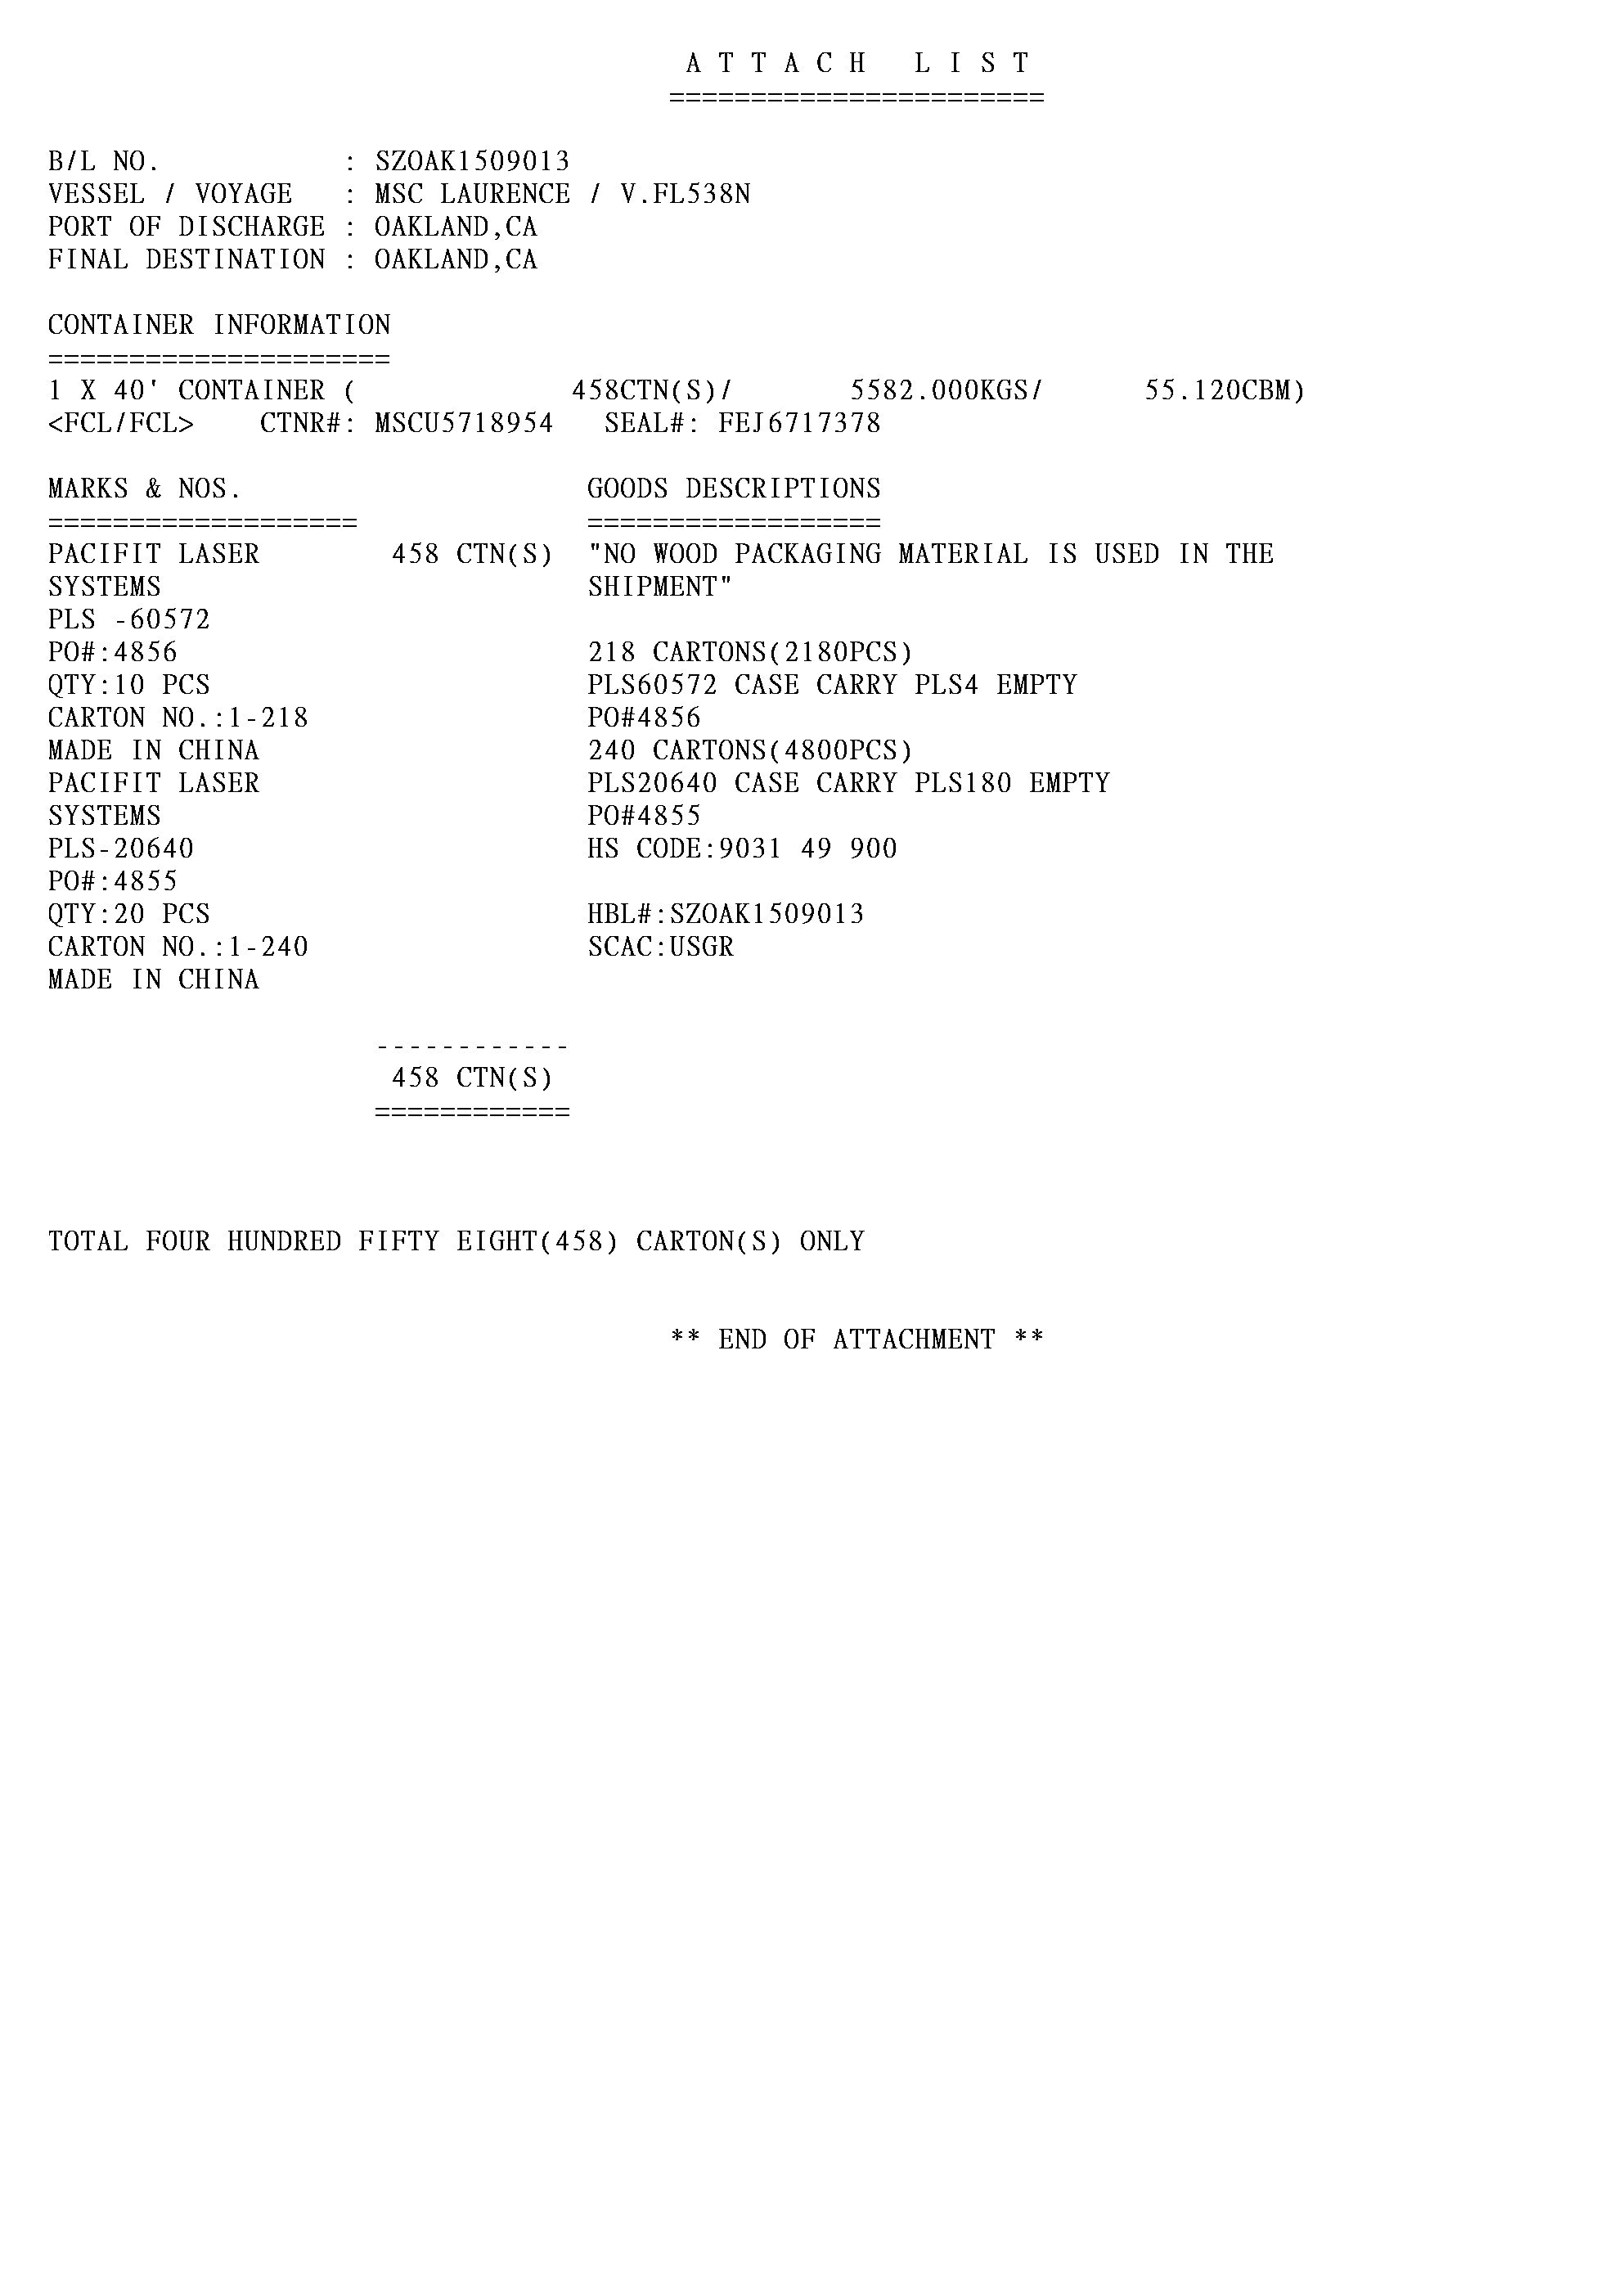 A T T A C H   L I S T
=======================
B/L NO.            : SZOAK1509013
VESSEL / VOYAGE    : MSC LAURENCE / V.FL538N
PORT OF DISCHARGE : OAKLAND,CA
FINAL DESTINATION : OAKLAND,CA
CONTAINER INFORMATION
=====================
1 X 40' CONTAINER (             458CTN(S)/       5582.000KGS/      55.120CBM)
<FCL/FCL>    CTNR#: MSCU5718954   SEAL#: FEJ6717378
MARKS & NOS.                     GOODS DESCRIPTIONS
===================              ==================
PACIFIT LASER        458 CTN(S)  "NO WOOD PACKAGING MATERIAL IS USED IN THE
SYSTEMS                          SHIPMENT"
PLS -60572
PO#:4856                         218 CARTONS(2180PCS)
QTY:10 PCS                       PLS60572 CASE CARRY PLS4 EMPTY
CARTON NO.:1-218                 PO#4856
MADE IN CHINA                    240 CARTONS(4800PCS)
PACIFIT LASER                    PLS20640 CASE CARRY PLS180 EMPTY
SYSTEMS                          PO#4855
PLS-20640                        HS CODE:9031 49 900
PO#:4855
QTY:20 PCS                       HBL#:SZOAK1509013
CARTON NO.:1-240                 SCAC:USGR
MADE IN CHINA
------------
458 CTN(S)
============
TOTAL FOUR HUNDRED FIFTY EIGHT(458) CARTON(S) ONLY
** END OF ATTACHMENT **